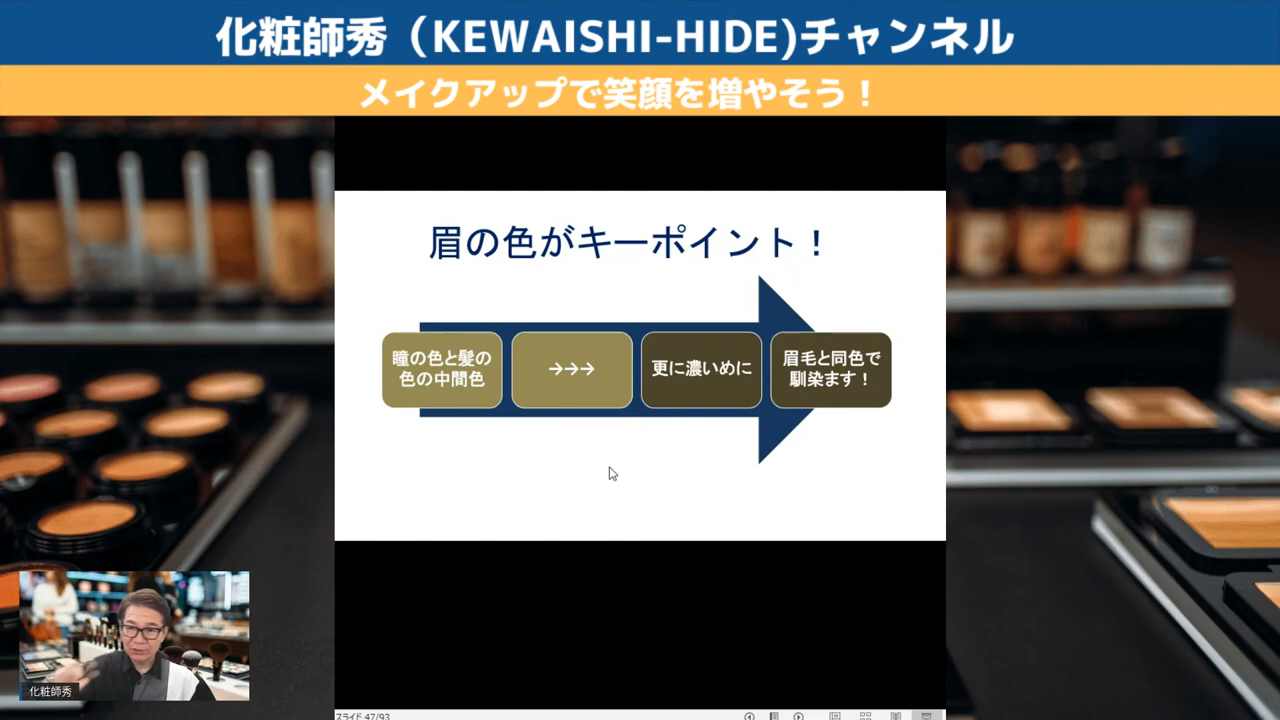 化粧師秀（KEWAISHI-HIDE)チャンネル
メイクアップで笑顔を増やそう！
眉の色がキーポイント！
瞳の色と髪の
色の中間色
→→→
更に濃いめに
眉毛と同色で
馴染ます！
化粧師秀
スライド 47/93